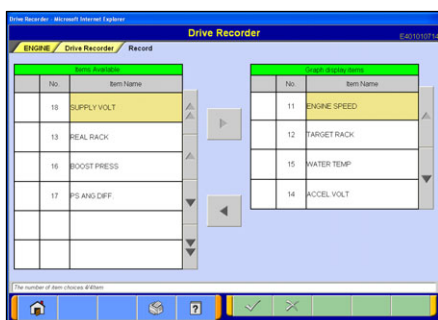 Drive Recorder - Microsoft Internet Explorer
Drive Recorder
E401010714
ENGINE Drive Recorder Record
Items Available
No. Item Name
18 SUPPLY VOLT
13 REAL RACK
16 BOOST PRESS
17 PS ANG.DIFF.
Graph display items
No. Item Name
11 ENGINE SPEED
12 TARGET RACK
15 WATER TEMP
14 ACCEL.VOLT
The number of item choices 4/4item
?